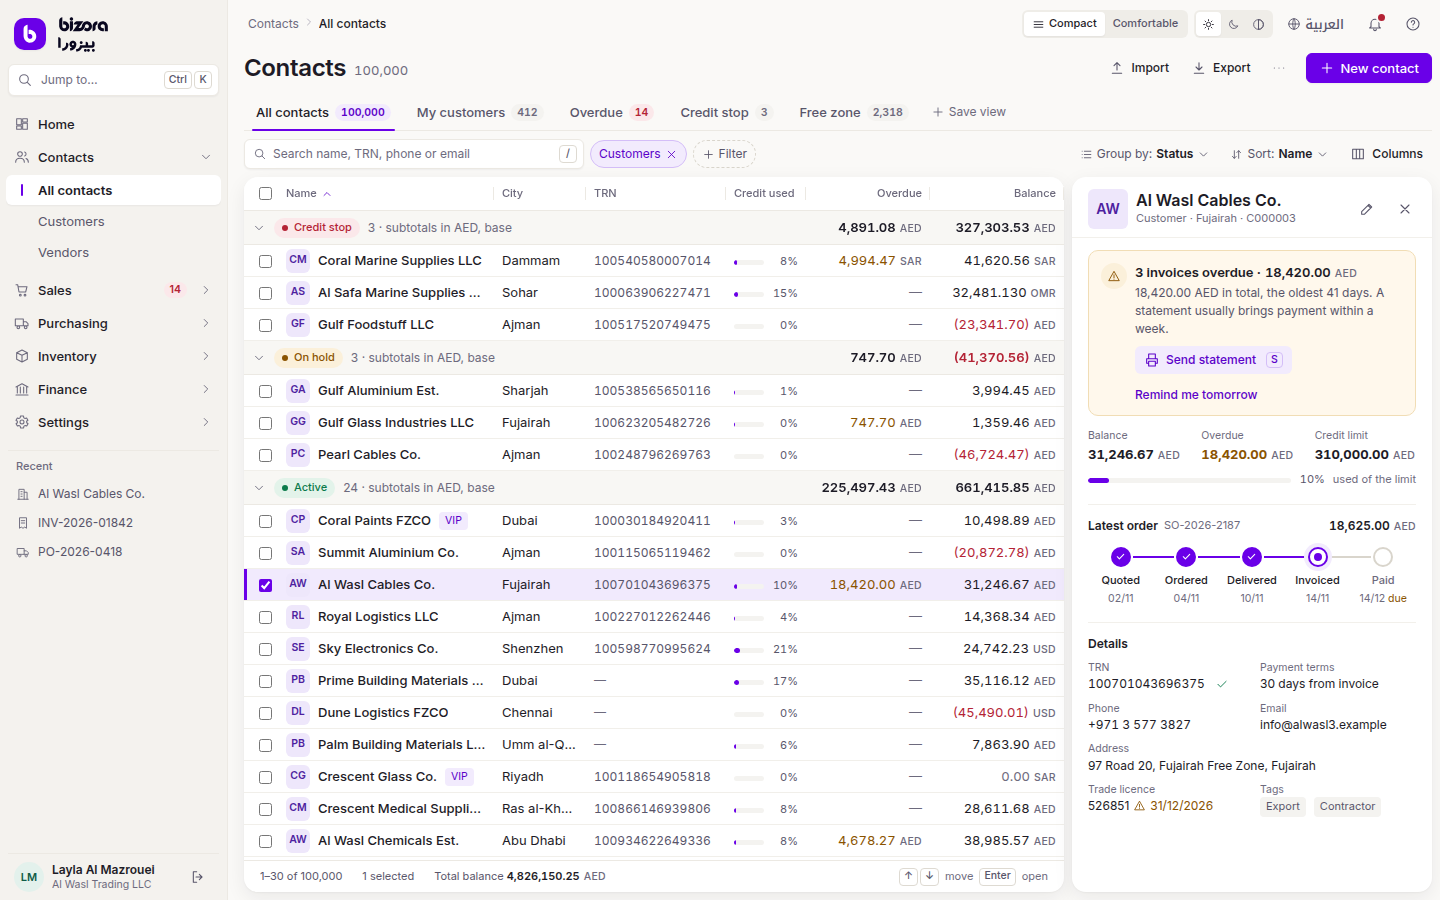 bizora
بيزورا
Jump to... Ctrl K
Home
Contacts
All contacts
Customers
Vendors
Sales 14
Purchasing
Inventory
Finance
Settings
Recent
Al Wasl Cables Co.
INV-2026-01842
PO-2026-0418
LM Layla Al Mazrouei
Al Wasl Trading LLC
Contacts All contacts
Compact Comfortable العربية
Contacts 100,000
Import Export New contact
All contacts 100,000 My customers 412 Overdue 14 Credit stop 3 Free zone 2,318 Save view
Search name, TRN, phone or email / Customers Filter
Group by: Status Sort: Name Columns
Name City TRN Credit used Overdue Balance
Credit stop 3 · subtotals in AED, base 4,891.08 AED 327,303.53 AED
CM Coral Marine Supplies LLC Dammam 100540580007014 8% 4,994.47 SAR 41,620.56 SAR
AS Al Safa Marine Supplies ... Sohar 100063906227471 15% — 32,481.130 OMR
GF Gulf Foodstuff LLC Ajman 100517520749475 0% — (23,341.70) AED
On hold 3 · subtotals in AED, base 747.70 AED (41,370.56) AED
GA Gulf Aluminium Est. Sharjah 100538565650116 1% — 3,994.45 AED
GG Gulf Glass Industries LLC Fujairah 100623205482726 0% 747.70 AED 1,359.46 AED
PC Pearl Cables Co. Ajman 100248796269763 0% — (46,724.47) AED
Active 24 · subtotals in AED, base 225,497.43 AED 661,415.85 AED
CP Coral Paints FZCO VIP Dubai 100030184920411 3% — 10,498.89 AED
SA Summit Aluminium Co. Ajman 100115065119462 0% — (20,872.78) AED
AW Al Wasl Cables Co. Fujairah 100701043696375 10% 18,420.00 AED 31,246.67 AED
RL Royal Logistics LLC Ajman 100227012262446 4% — 14,368.34 AED
SE Sky Electronics Co. Shenzhen 100598770995624 21% — 24,742.23 USD
PB Prime Building Materials ... Dubai — 17% — 35,116.12 AED
DL Dune Logistics FZCO Chennai — 0% — (45,490.01) USD
PB Palm Building Materials L... Umm al-Q... — 6% — 7,863.90 AED
CG Crescent Glass Co. VIP Riyadh 100118654905818 0% — 0.00 SAR
CM Crescent Medical Suppli... Ras al-Kh... 100866146939806 8% — 28,611.68 AED
AW Al Wasl Chemicals Est. Abu Dhabi 100934622649336 8% 4,678.27 AED 38,985.57 AED
1–30 of 100,000 1 selected Total balance 4,826,150.25 AED ↑ ↓ move Enter open
AW Al Wasl Cables Co.
Customer · Fujairah · C000003
3 invoices overdue · 18,420.00 AED
18,420.00 AED in total, the oldest 41 days. A
statement usually brings payment within a
week.
Send statement S
Remind me tomorrow
Balance Overdue Credit limit
31,246.67 AED 18,420.00 AED 310,000.00 AED
10% used of the limit
Latest order SO-2026-2187 18,625.00 AED
Quoted Ordered Delivered Invoiced Paid
02/11 04/11 10/11 14/11 14/12 due
Details
TRN Payment terms
100701043696375 30 days from invoice
Phone Email
+971 3 577 3827 info@alwasl3.example
Address
97 Road 20, Fujairah Free Zone, Fujairah
Trade licence Tags
526851 31/12/2026 Export Contractor